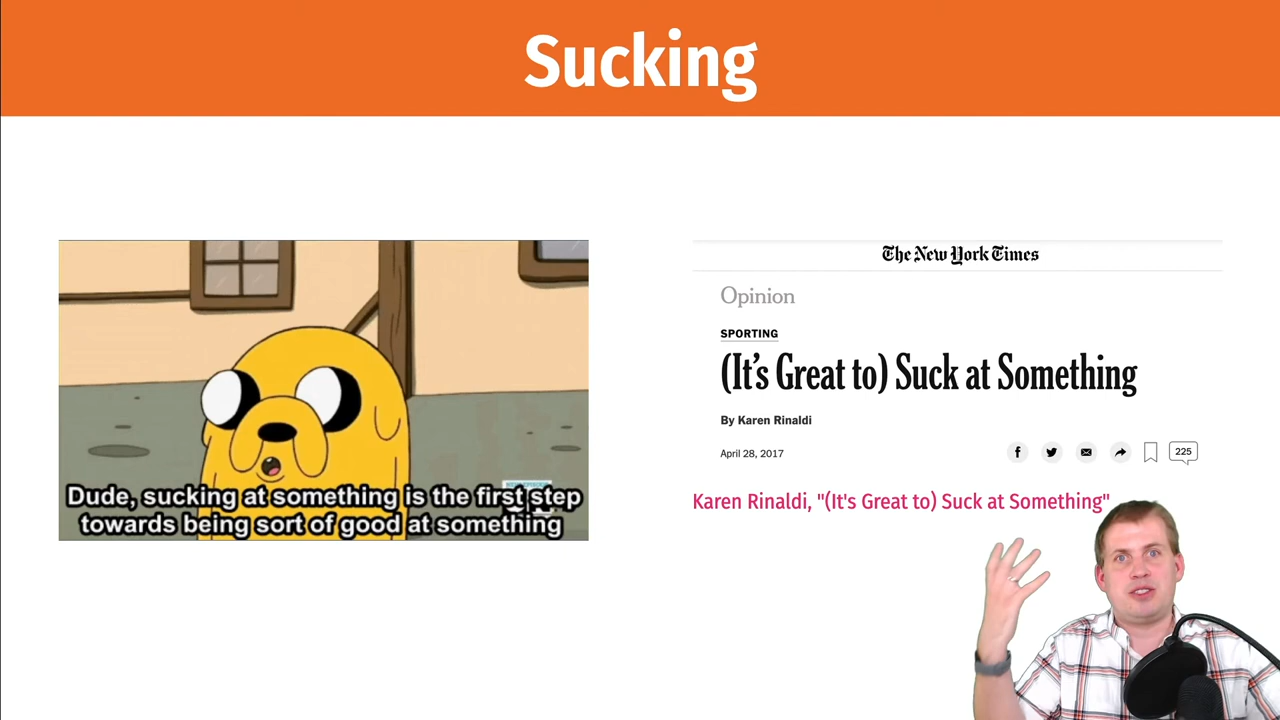 Sucking
Dude, sucking at something is the first step
towards being sort of good at something
The New York Times
Opinion
SPORTING
(It's Great to) Suck at Something
By Karen Rinaldi
April 28, 2017
225
Karen Rinaldi, "(It's Great to) Suck at Something"